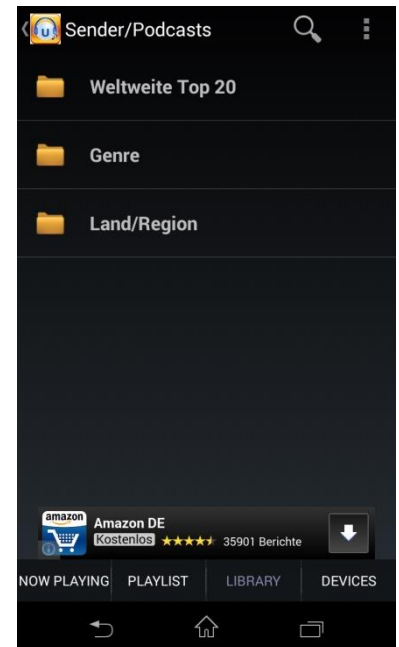 Sender/Podcasts
Weltweite Top 20
Genre
Land/Region
amazon
Amazon DE
Kostenlos 35901 Berichte
NOW PLAYING PLAYLIST LIBRARY DEVICES